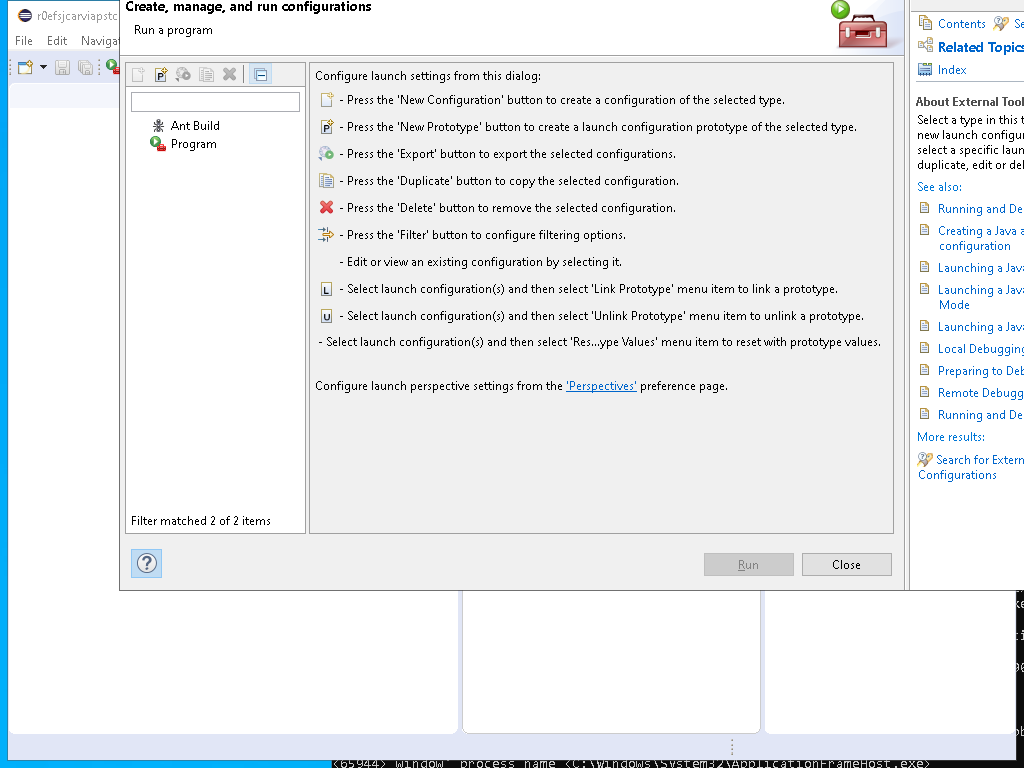 Create, manage, and run configurations
Run a program
r0efsjcarviapstc
File Edit Naviga
Configure launch settings from this dialog:
- Press the 'New Configuration' button to create a configuration of the selected type.
- Press the 'New Prototype' button to create a launch configuration prototype of the selected type.
- Press the 'Export' button to export the selected configurations.
- Press the 'Duplicate' button to copy the selected configuration.
- Press the 'Delete' button to remove the selected configuration.
- Press the 'Filter' button to configure filtering options.
- Edit or view an existing configuration by selecting it.
- Select launch configuration(s) and then select 'Link Prototype' menu item to link a prototype.
- Select launch configuration(s) and then select 'Unlink Prototype' menu item to unlink a prototype.
- Select launch configuration(s) and then select 'Res...ype Values' menu item to reset with prototype values.
Configure launch perspective settings from the 'Perspectives' preference page.
Ant Build
Program
Filter matched 2 of 2 items
Run
Close
Contents Se
Related Topics
Index
About External Tool
Select a type in this t
new launch configur
select a specific laun
duplicate, edit or del
See also:
Running and De
Creating a Java a
configuration
Launching a Java
Launching a Java
Mode
Launching a Java
Local Debugging
Preparing to Deb
Remote Debugg
Running and De
More results:
Search for Extern
Configurations
<65944> Window process name <C:\Windows\System32\ApplicationFrameHost.exe>